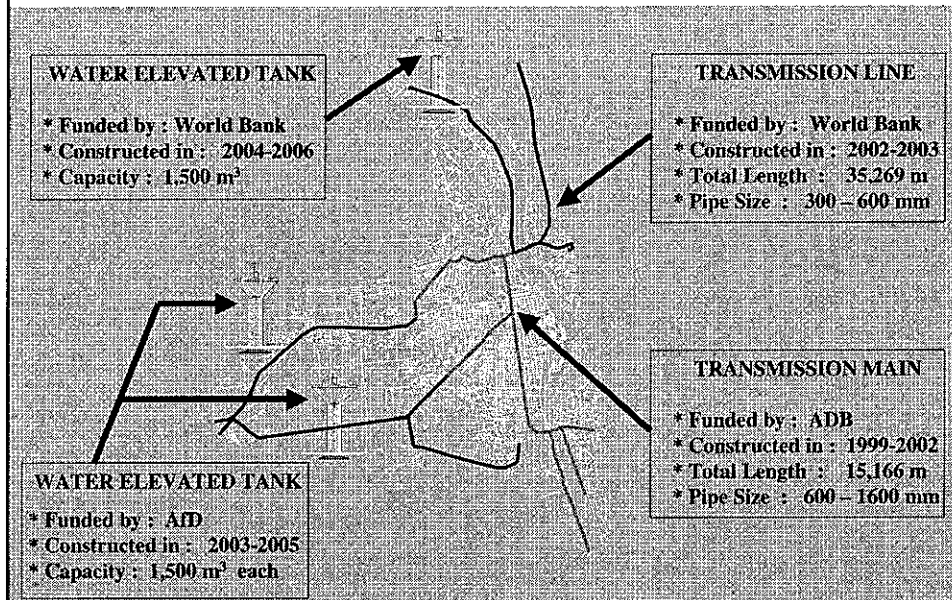 WATER ELEVATED TANK
* Funded by : World Bank
* Constructed in : 2004-2006
* Capacity : 1,500 m³
TRANSMISSION LINE
* Funded by : World Bank
* Constructed in : 2002-2003
* Total Length : 35,269 m
* Pipe Size : 300 – 600 mm
WATER ELEVATED TANK
* Funded by : AfD
* Constructed in : 2003-2005
* Capacity : 1,500 m³ each
TRANSMISSION MAIN
* Funded by : ADB
* Constructed in : 1999-2002
* Total Length : 15,166 m
* Pipe Size : 600 – 1600 mm